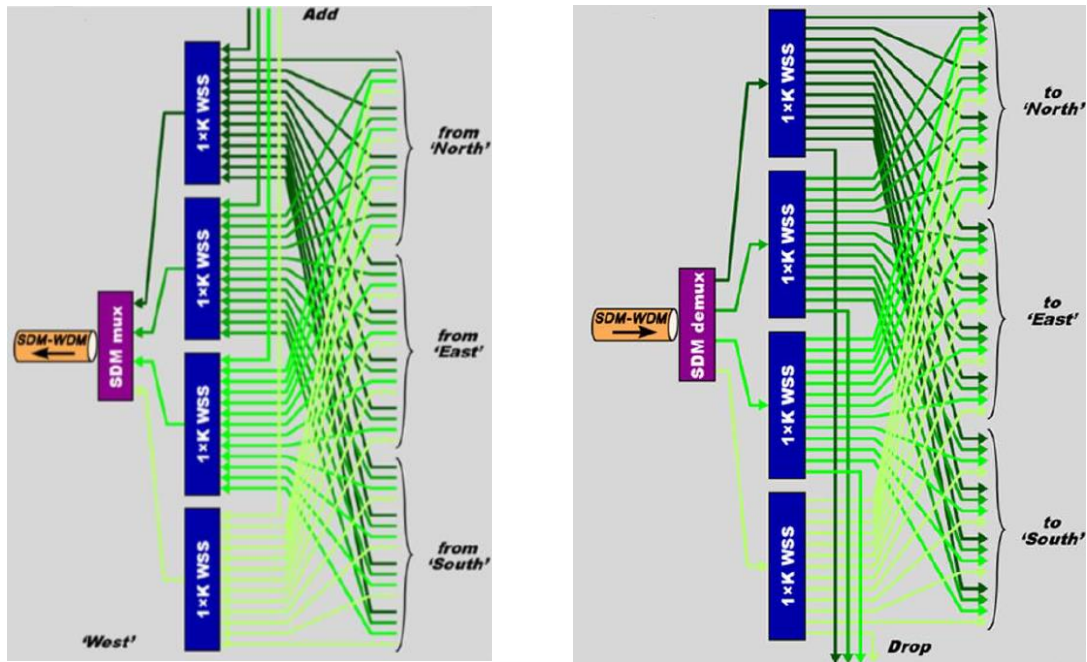 Add
1×K WSS
from
'North'
1×K WSS
SDM-WDM
SDM mux
from
'East'
1×K WSS
1×K WSS
from
'South'
'West'
1×K WSS
to
'North'
1×K WSS
SDM-WDM
SDM demux
to
'East'
1×K WSS
1×K WSS
to
'South'
Drop